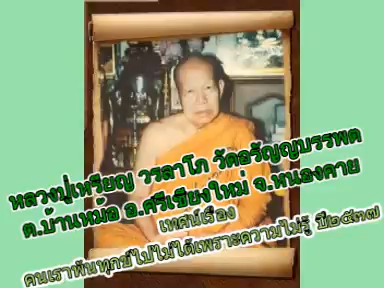 หลวงปู่เหรียญ วรลาโภ วัดอรัญญบรรพต
ต.บ้านหม้อ อ.ศรีเชียงใหม่ จ.หนองคาย
เทศน์เรื่อง
คนเราพ้นทุกข์ไปไม่ได้เพราะความไม่รู้ ปี๒๕๓๗